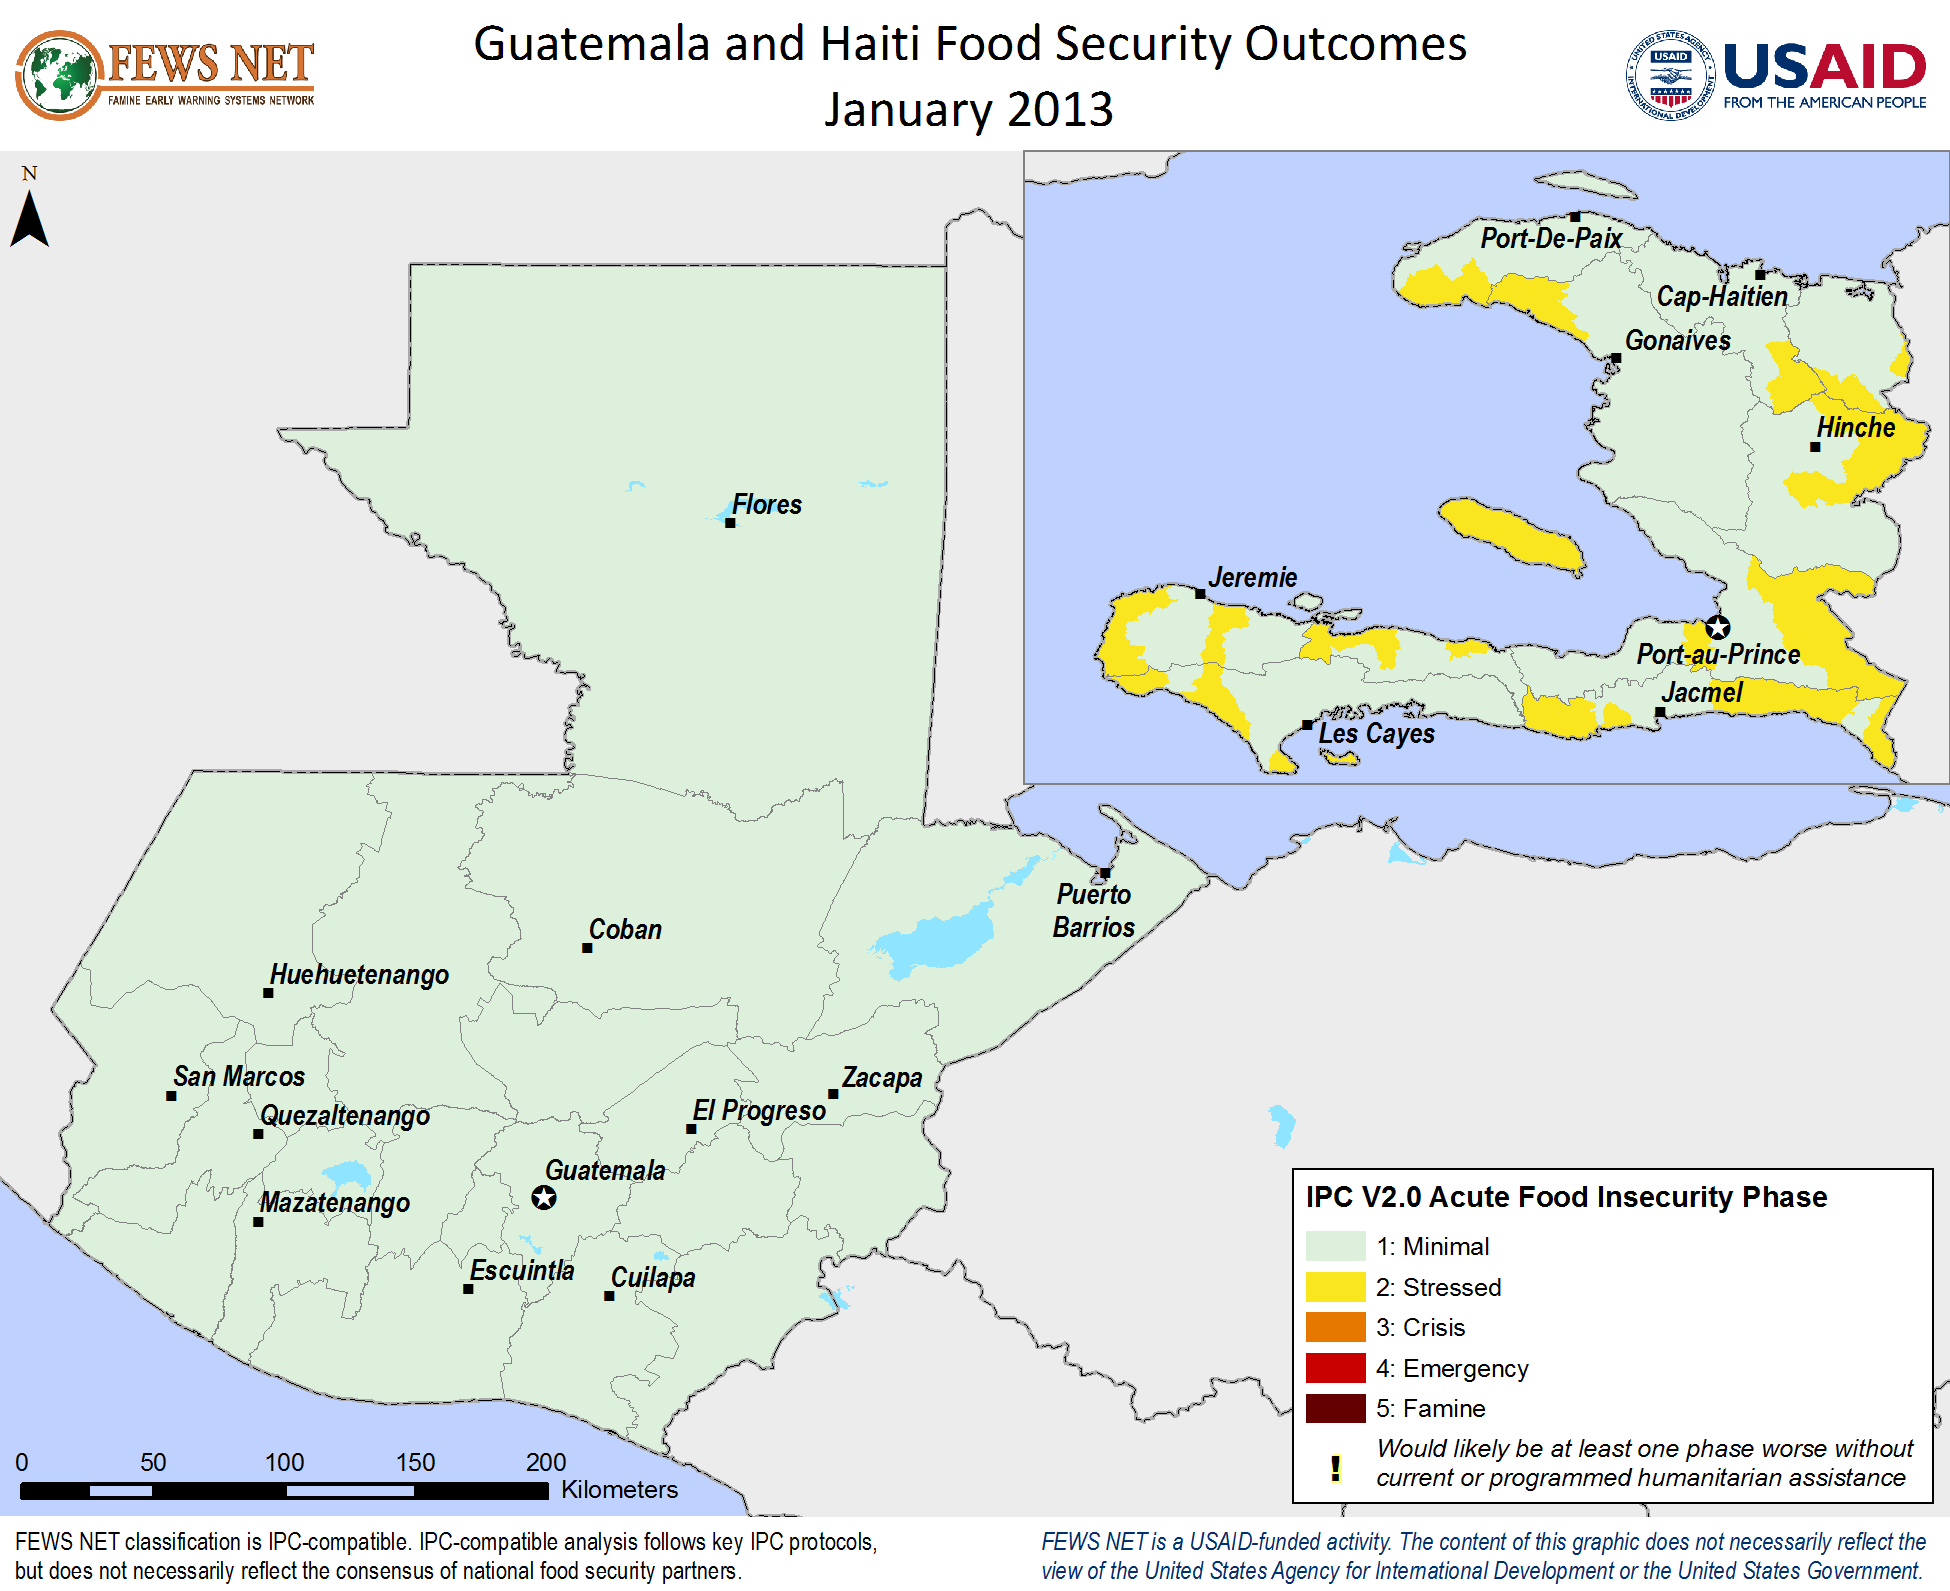 FEWS NET
FAMINE EARLY WARNING SYSTEMS NETWORK
Guatemala and Haiti Food Security Outcomes
January 2013
UNITED STATES AGENCY
USAID
INTERNATIONAL DEVELOPMENT
USAID
FROM THE AMERICAN PEOPLE
N
Port-De-Paix
Cap-Haitien
Gonaives
Hinche
Jeremie
Port-au-Prince
Jacmel
Les Cayes
Flores
Puerto
Barrios
Coban
Huehuetenango
San Marcos
Zacapa
Quezaltenango
El Progreso
Guatemala
Mazatenango
Escuintla
Cuilapa
IPC V2.0 Acute Food Insecurity Phase
1: Minimal
2: Stressed
3: Crisis
4: Emergency
5: Famine
! Would likely be at least one phase worse without
current or programmed humanitarian assistance
0 50 100 150 200
Kilometers
FEWS NET classification is IPC-compatible. IPC-compatible analysis follows key IPC protocols,
but does not necessarily reflect the consensus of national food security partners.
FEWS NET is a USAID-funded activity. The content of this graphic does not necessarily reflect the
view of the United States Agency for International Development or the United States Government.